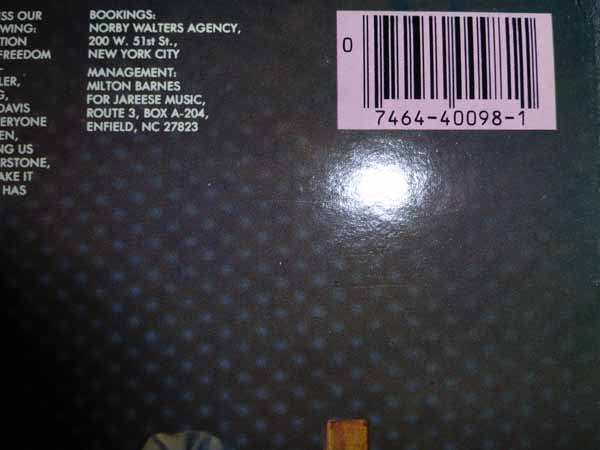 ESS OUR
WING:
TION
FREEDOM
LER,
G,
DAVIS
ERYONE
EN,
NG US
ERSTONE,
AKE IT
HAS
BOOKINGS:
NORBY WALTERS AGENCY,
200 W. 51st St.,
NEW YORK CITY
MANAGEMENT:
MILTON BARNES
FOR JAREESE MUSIC,
ROUTE 3, BOX A-204,
ENFIELD, NC 27823
0
7464-40098-1